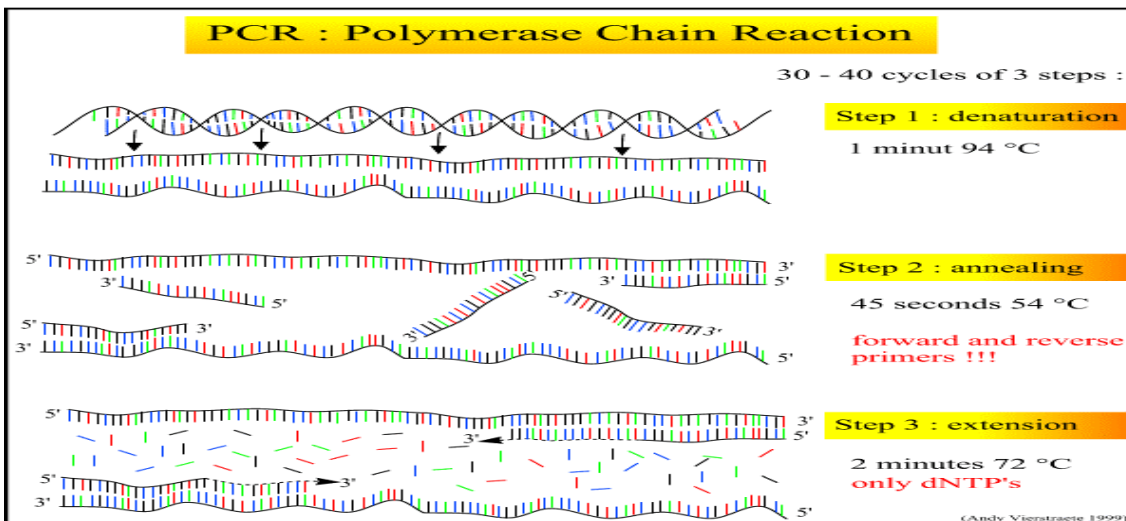 PCR : Polymerase Chain Reaction
30 - 40 cycles of 3 steps :
Step 1 : denaturation
1 minut 94 °C
5'
3'
Step 2 : annealing
3'
5'
5'
3'
5'
45 seconds 54 °C
5'
3'
3'
3'
forward and reverse
primers !!!
3'
5'
5'
3'
Step 3 : extension
3'
5'
2 minutes 72 °C
only dNTP's
5'
3'
3'
5'
(Andy Vierstraete 1999)